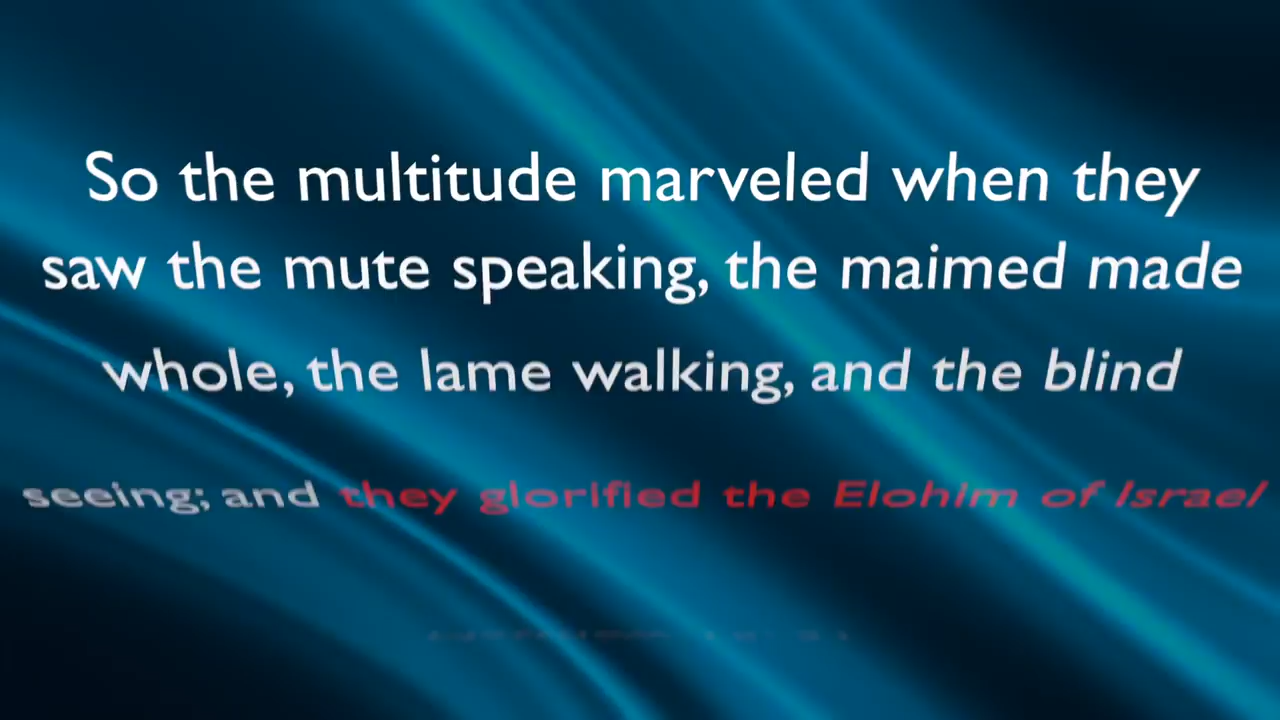 So the multitude marveled when they
saw the mute speaking, the maimed made
whole, the lame walking, and the blind
seeing; and they glorified the Elohim of Israel